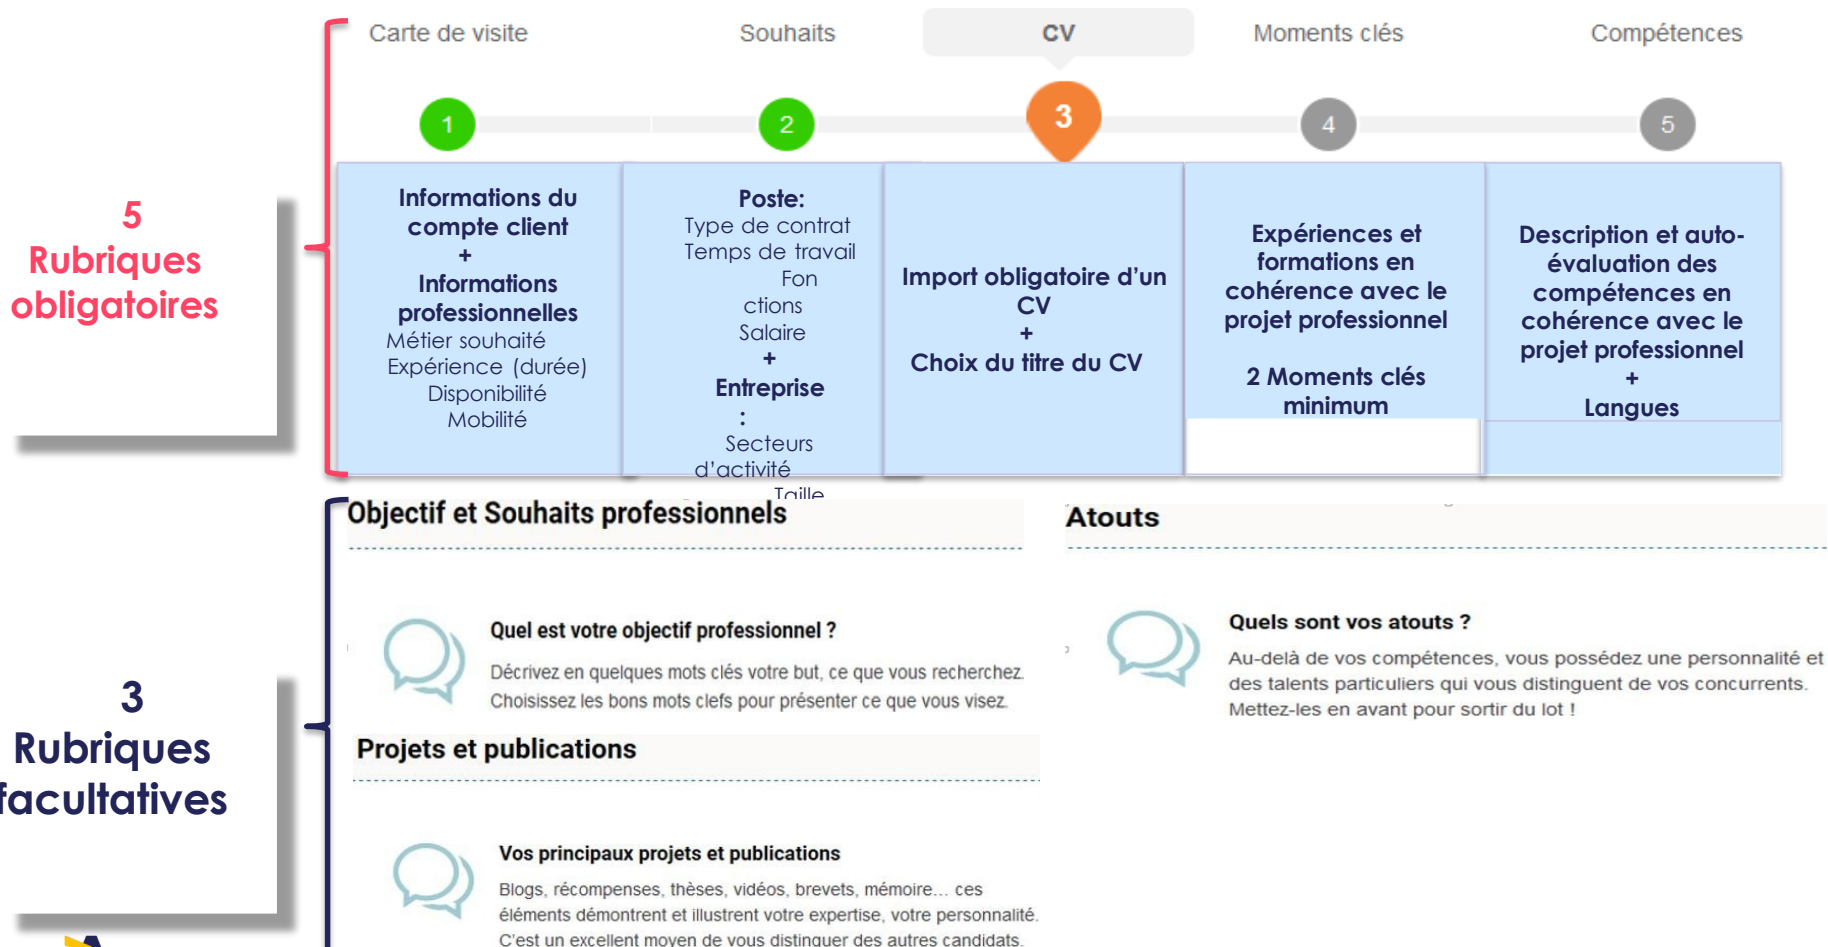 Carte de visite
Souhaits
CV
Moments clés
Compétences
1
2
3
4
5
5
Rubriques
obligatoires
Informations du
compte client
+
Informations
professionnelles
Métier souhaité
Expérience (durée)
Disponibilité
Mobilité
Poste:
Type de contrat
Temps de travail
Fon
ctions
Salaire
+
Entreprise
:
Secteurs
d’activité
Taille
Import obligatoire d’un
CV
+
Choix du titre du CV
Expériences et
formations en
cohérence avec le
projet professionnel
2 Moments clés
minimum
Description et auto-
évaluation des
compétences en
cohérence avec le
projet professionnel
+
Langues
3
Rubriques
facultatives
Objectif et Souhaits professionnels
Quel est votre objectif professionnel ?
Décrivez en quelques mots clés votre but, ce que vous recherchez.
Choisissez les bons mots clefs pour présenter ce que vous visez.
Atouts
Quels sont vos atouts ?
Au-delà de vos compétences, vous possédez une personnalité et
des talents particuliers qui vous distinguent de vos concurrents.
Mettez-les en avant pour sortir du lot !
Projets et publications
Vos principaux projets et publications
Blogs, récompenses, thèses, vidéos, brevets, mémoire... ces
éléments démontrent et illustrent votre expertise, votre personnalité.
C'est un excellent moyen de vous distinguer des autres candidats.